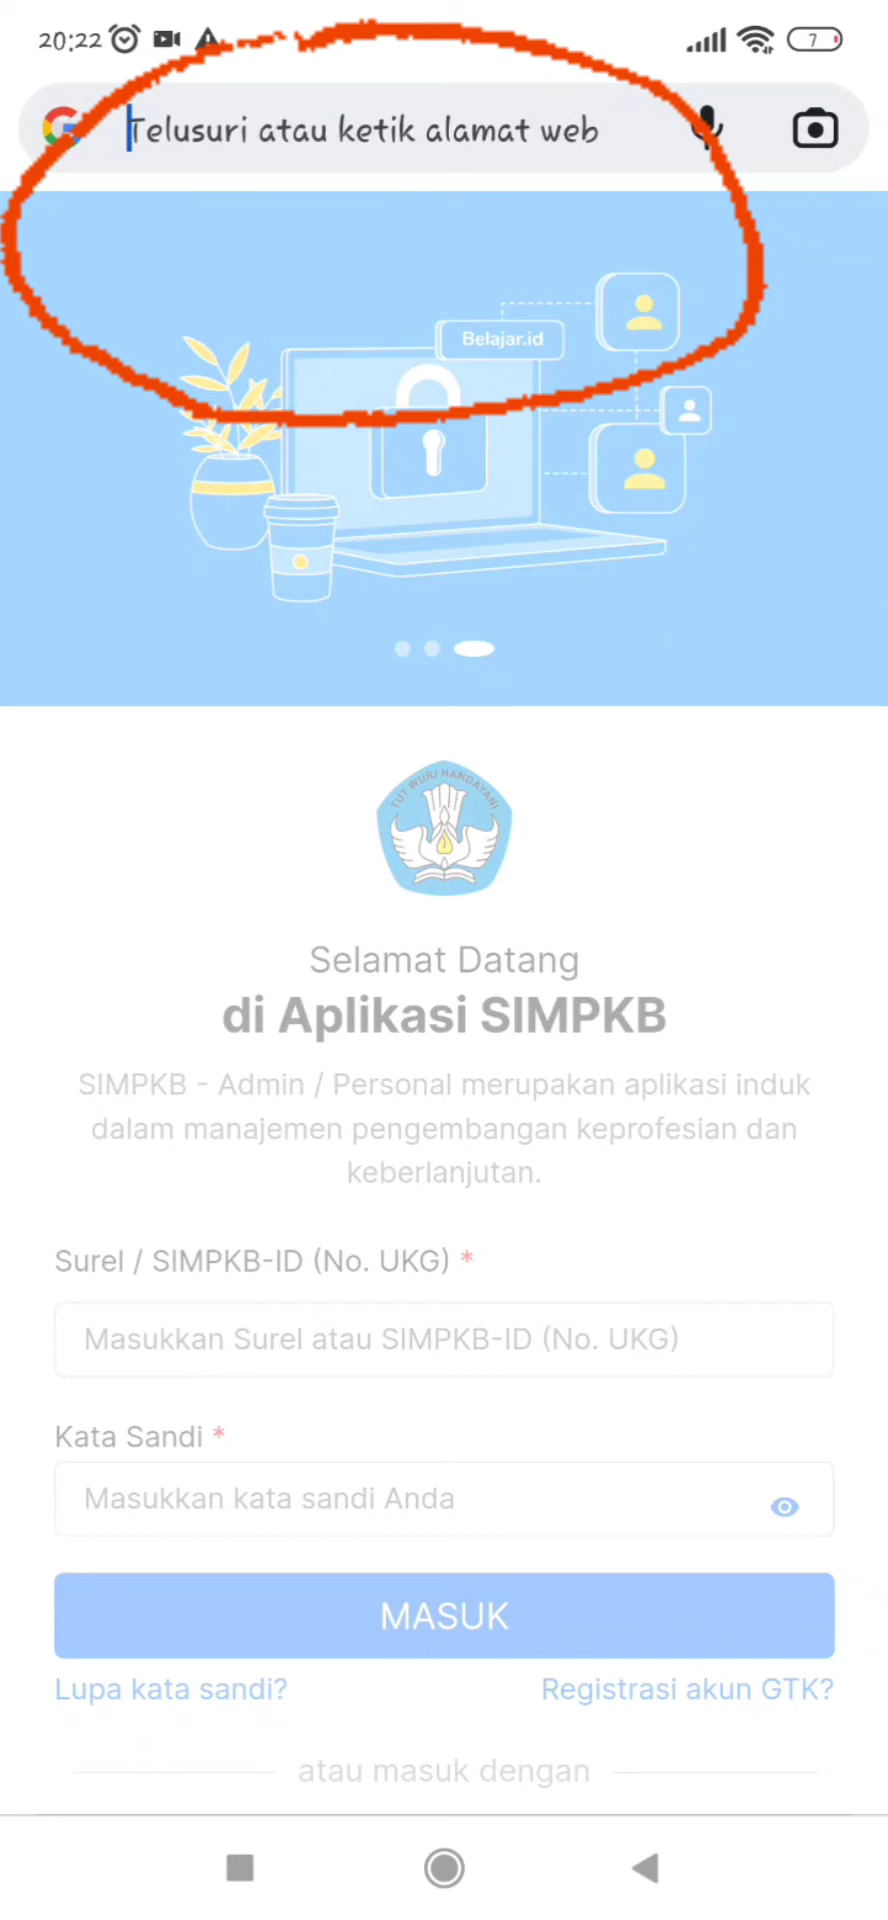 20:22
7
Telusuri atau ketik alamat web
Belajar.id
TUT WURI HANDAYANI
Selamat Datang
di Aplikasi SIMPKB
SIMPKB - Admin / Personal merupakan aplikasi induk
dalam manajemen pengembangan keprofesian dan
keberlanjutan.
Surel / SIMPKB-ID (No. UKG) *
Masukkan Surel atau SIMPKB-ID (No. UKG)
Kata Sandi *
Masukkan kata sandi Anda
MASUK
Lupa kata sandi? Registrasi akun GTK?
atau masuk dengan